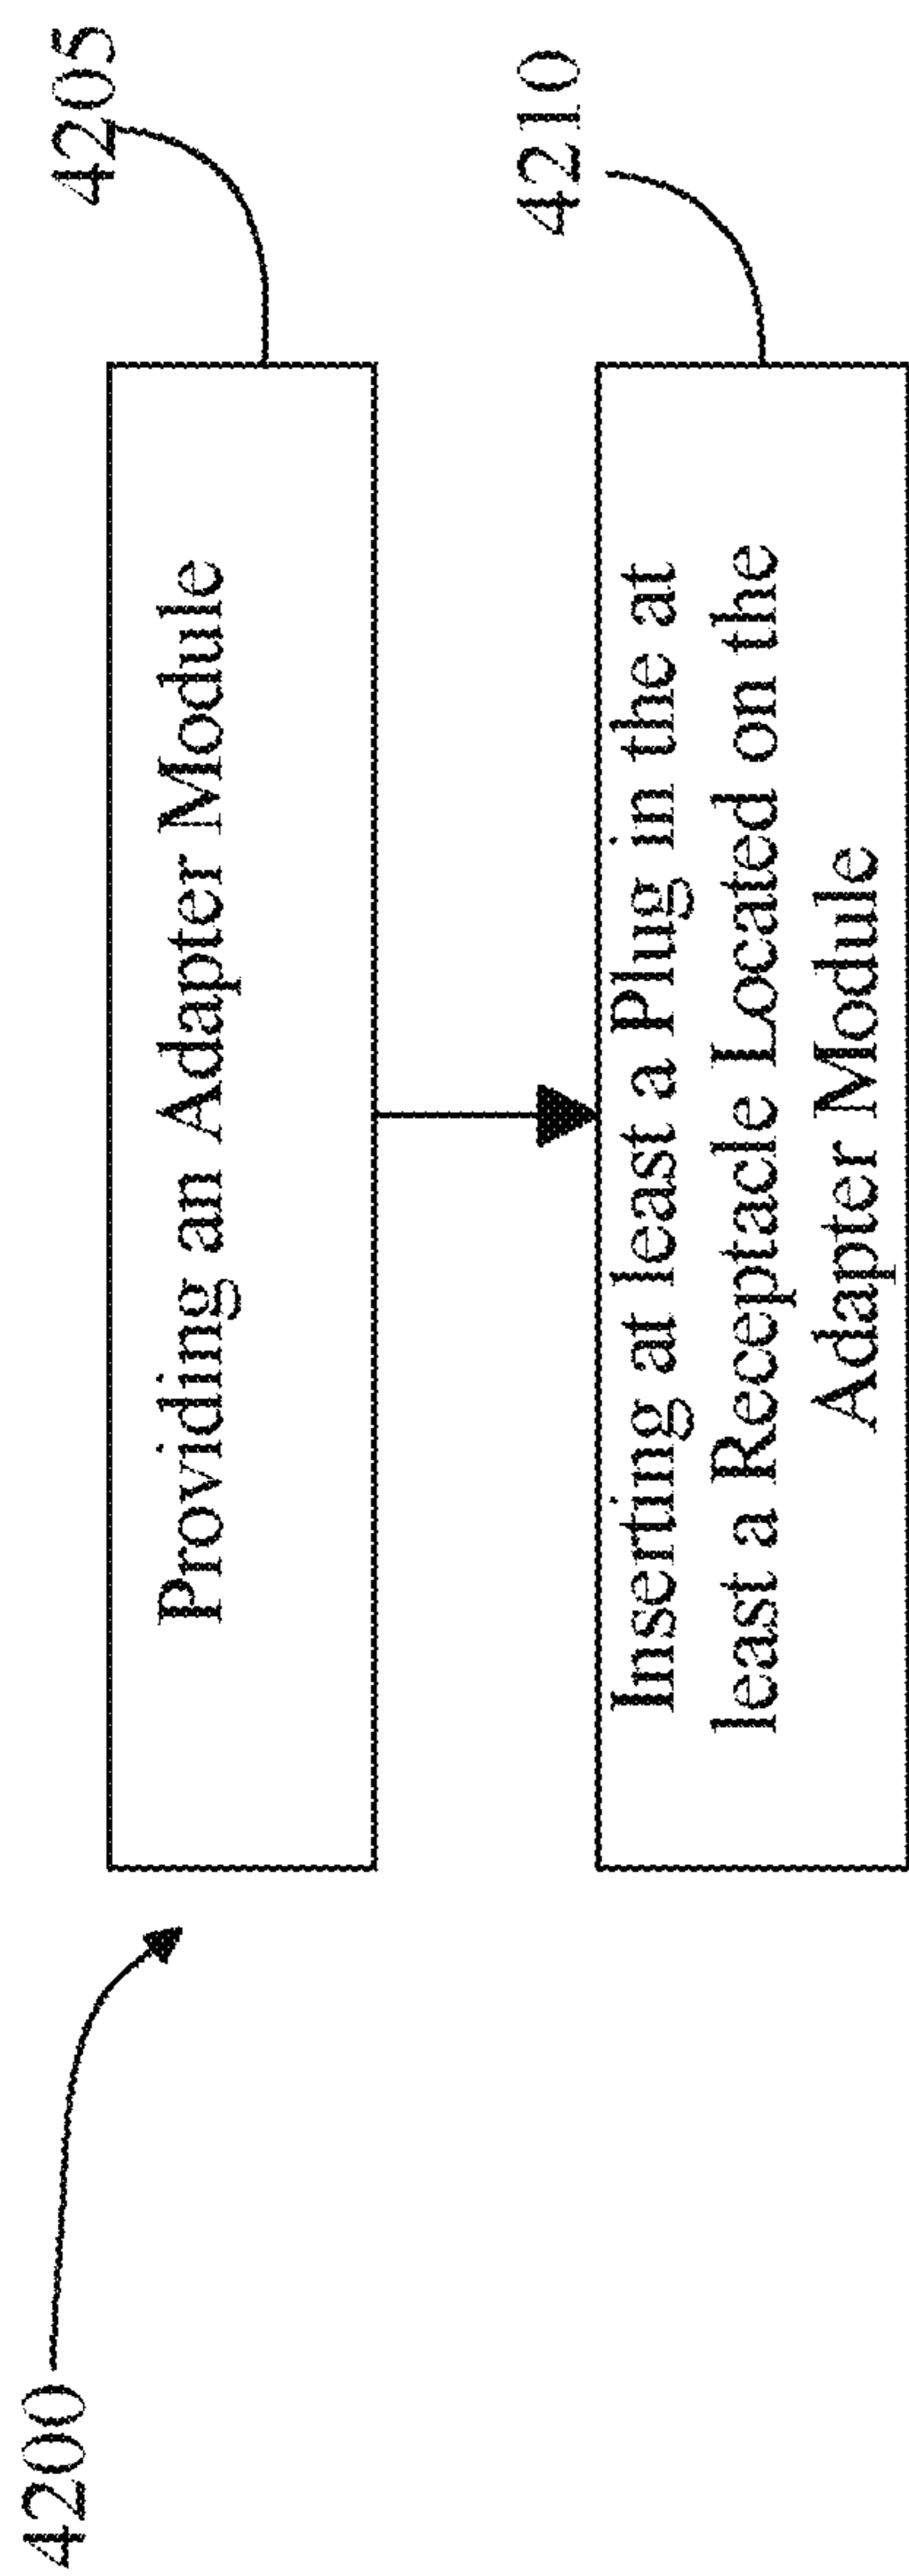 4200
4205
Providing an Adapter Module
4210
Inserting at least a Plug in the at
least a Receptacle Located on the
Adapter Module